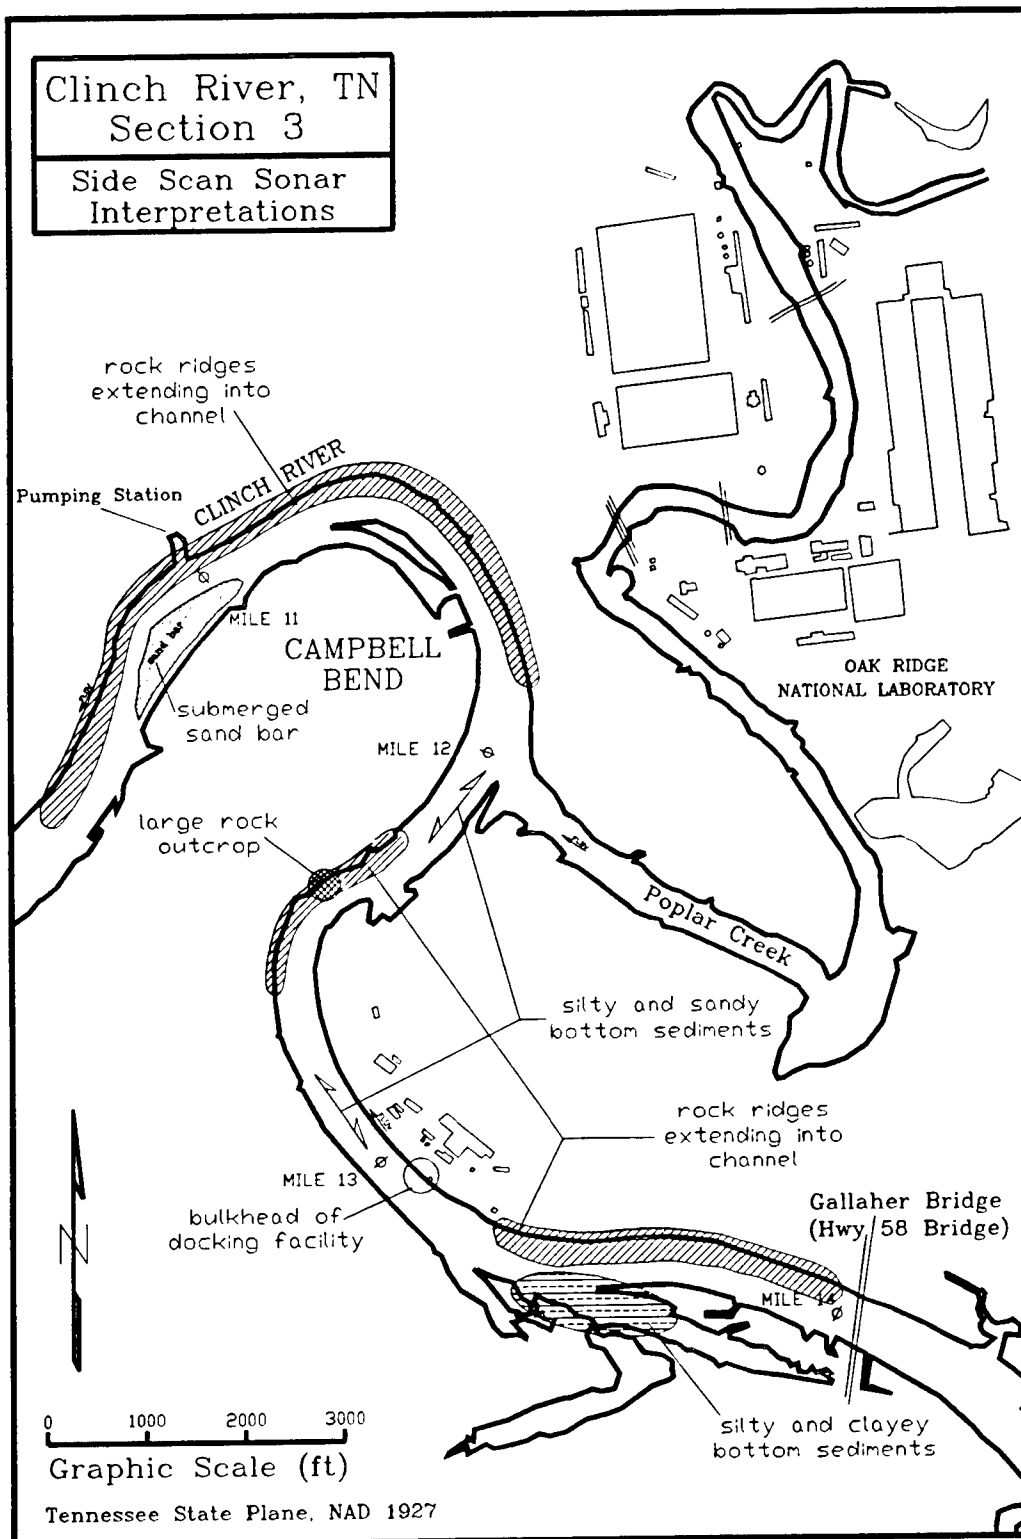 Clinch River, TN
Section 3
Side Scan Sonar
Interpretations
rock ridges
extending into
channel
CLINCH RIVER
Pumping Station
MILE 11
sand bar
CAMPBELL
BEND
submerged
sand bar
OAK RIDGE
NATIONAL LABORATORY
MILE 12
large rock
outcrop
Poplar Creek
silty and sandy
bottom sediments
rock ridges
extending into
channel
MILE 13
bulkhead of
docking facility
Gallaher Bridge
(Hwy 58 Bridge)
MILE 14
N
silty and clayey
bottom sediments
0 1000 2000 3000
Graphic Scale (ft)
Tennessee State Plane, NAD 1927